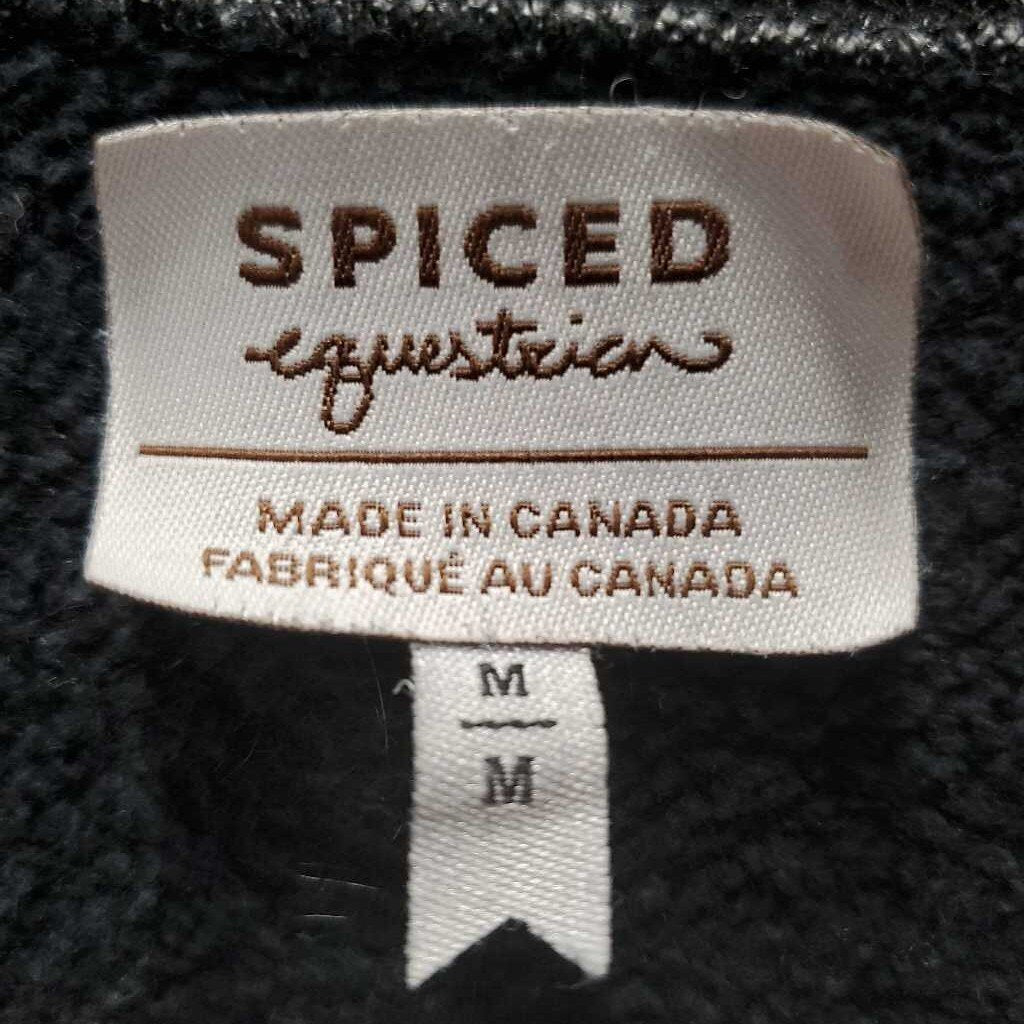 SPICED
equestrian
MADE IN CANADA
FABRIQUÉ AU CANADA
M
M